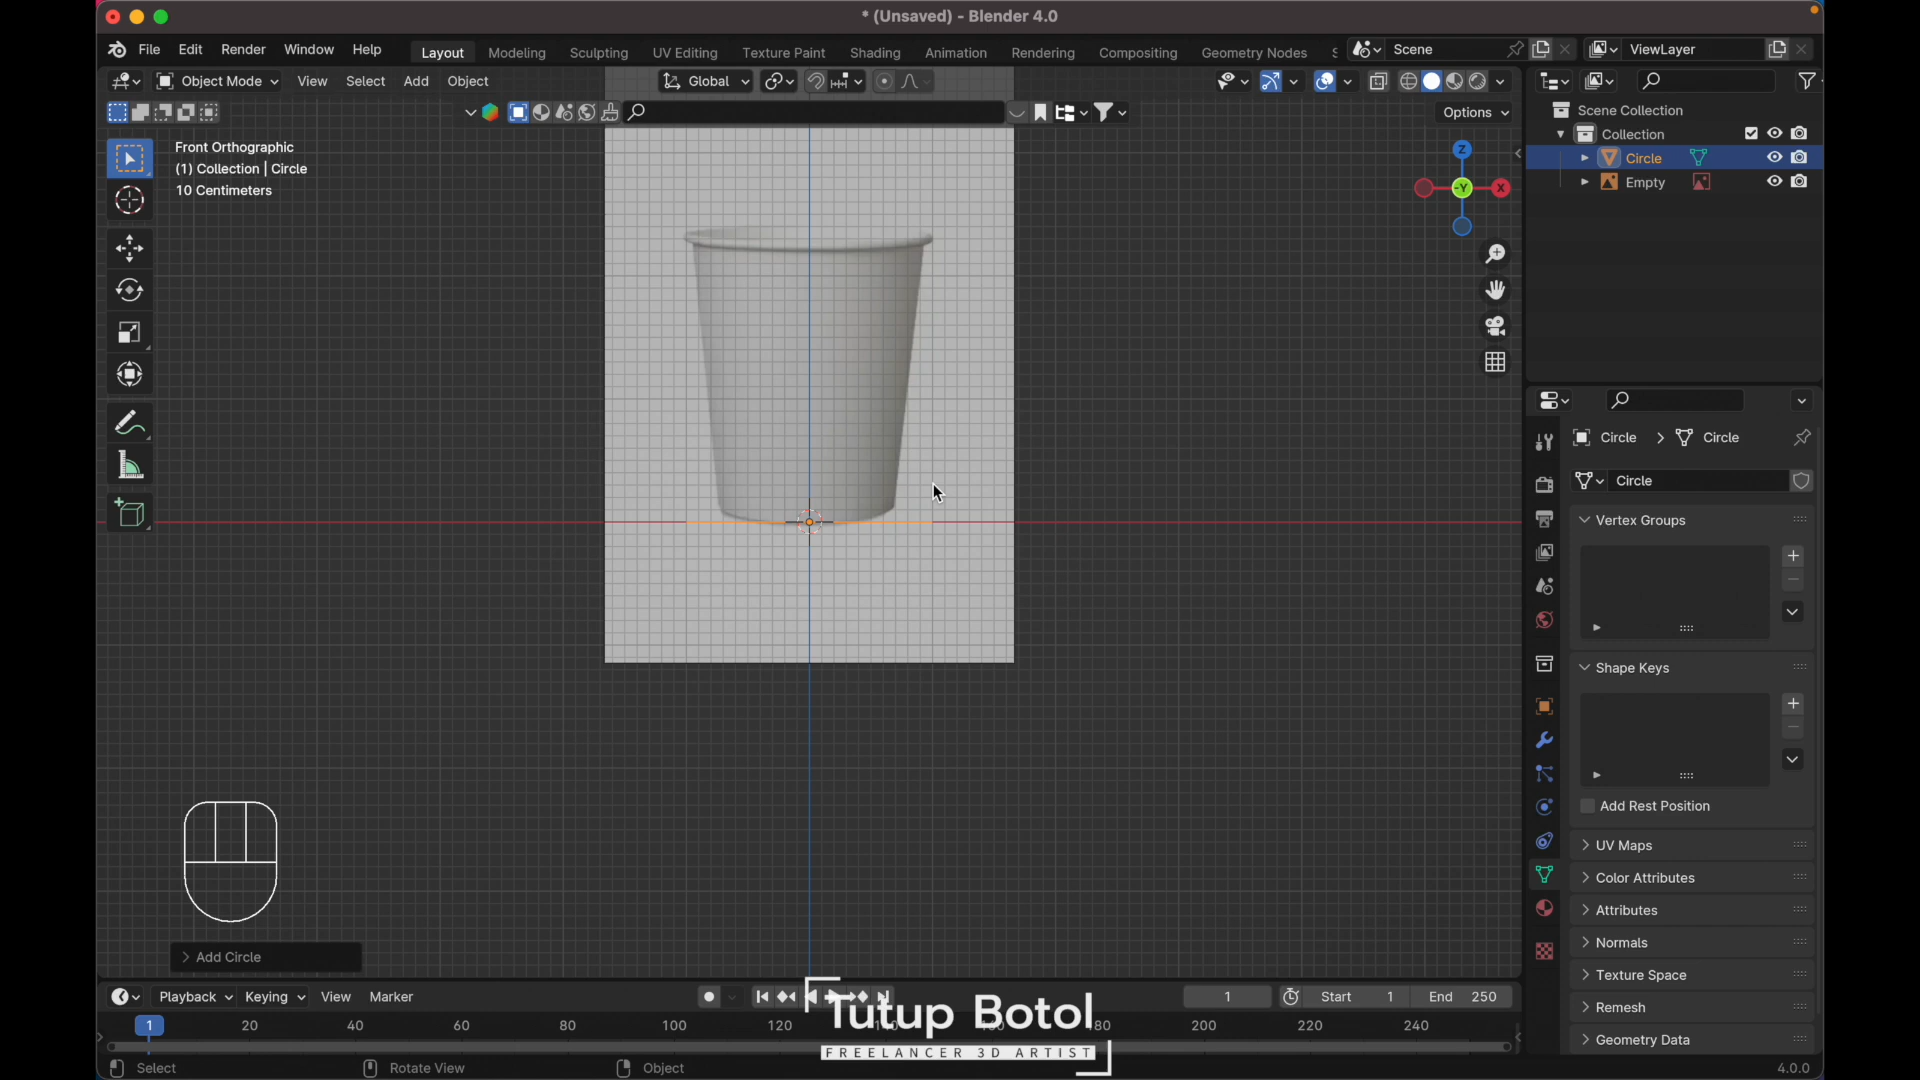 * (Unsaved) - Blender 4.0
File Edit Render Window Help Layout Modeling Sculpting UV Editing Texture Paint Shading Animation Rendering Compositing Geometry Nodes Scene ViewLayer
Object Mode View Select Add Object Global
Options
Front Orthographic
(1) Collection | Circle
10 Centimeters
Z
-Y
X
Scene Collection
Collection
Circle
Empty
Circle Circle
Circle
Vertex Groups
Shape Keys
Add Rest Position
UV Maps
Color Attributes
Attributes
Normals
Texture Space
Remesh
Geometry Data
Add Circle
Playback Keying View Marker 1 Start 1 End 250
1 20 40 60 80 100 120 200 220 240
Tutup Botol
FREELANCER 3D ARTIST
Select Rotate View Object 4.0.0